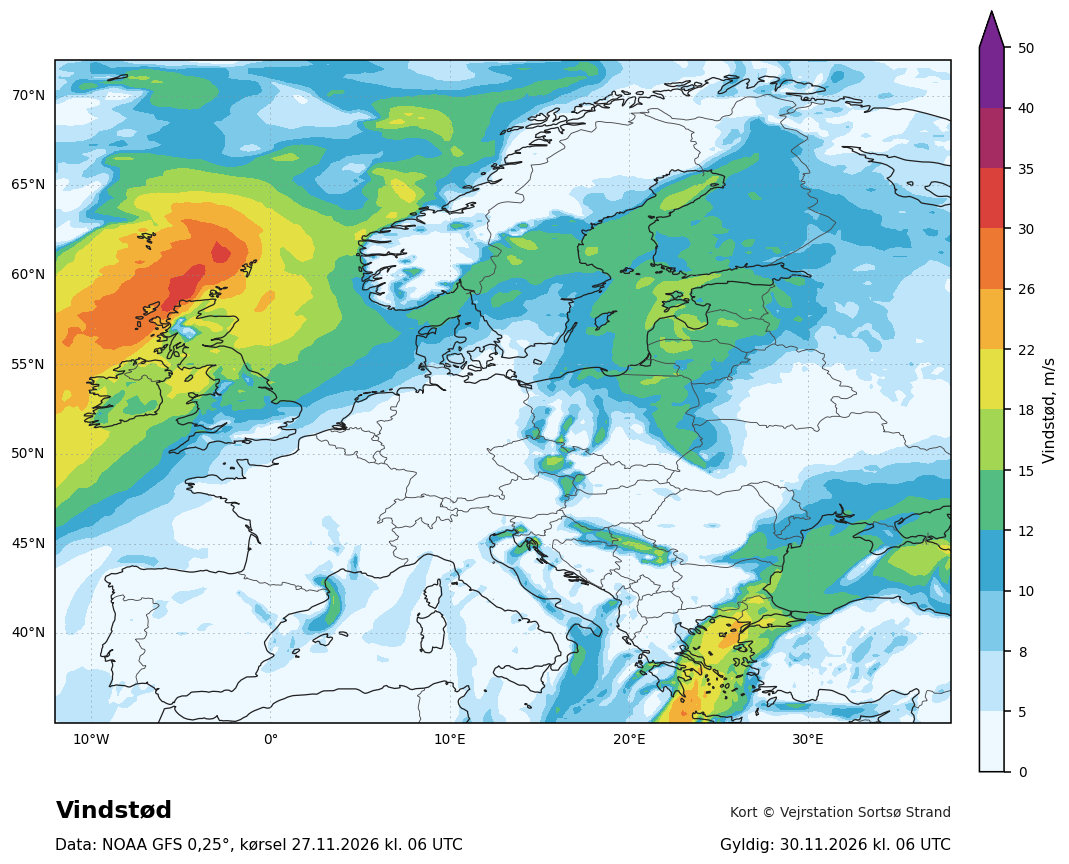 50
40
35
30
26
22
18
15
12
10
8
5
0
Vindstød, m/s
70°N
65°N
60°N
55°N
50°N
45°N
40°N
10°W
0°
10°E
20°E
30°E
Vindstød
Kort © Vejrstation Sortsø Strand
Data: NOAA GFS 0,25°, kørsel 27.11.2026 kl. 06 UTC
Gyldig: 30.11.2026 kl. 06 UTC